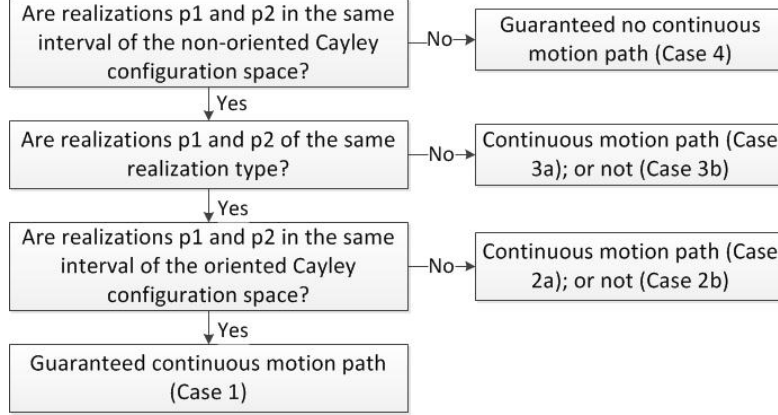 Are realizations p1 and p2 in the same
interval of the non-oriented Cayley
configuration space?
No
Guaranteed no continuous
motion path (Case 4)
Yes
Are realizations p1 and p2 of the same
realization type?
No
Continuous motion path (Case
3a); or not (Case 3b)
Yes
Are realizations p1 and p2 in the same
interval of the oriented Cayley
configuration space?
No
Continuous motion path (Case
2a); or not (Case 2b)
Yes
Guaranteed continuous motion path
(Case 1)